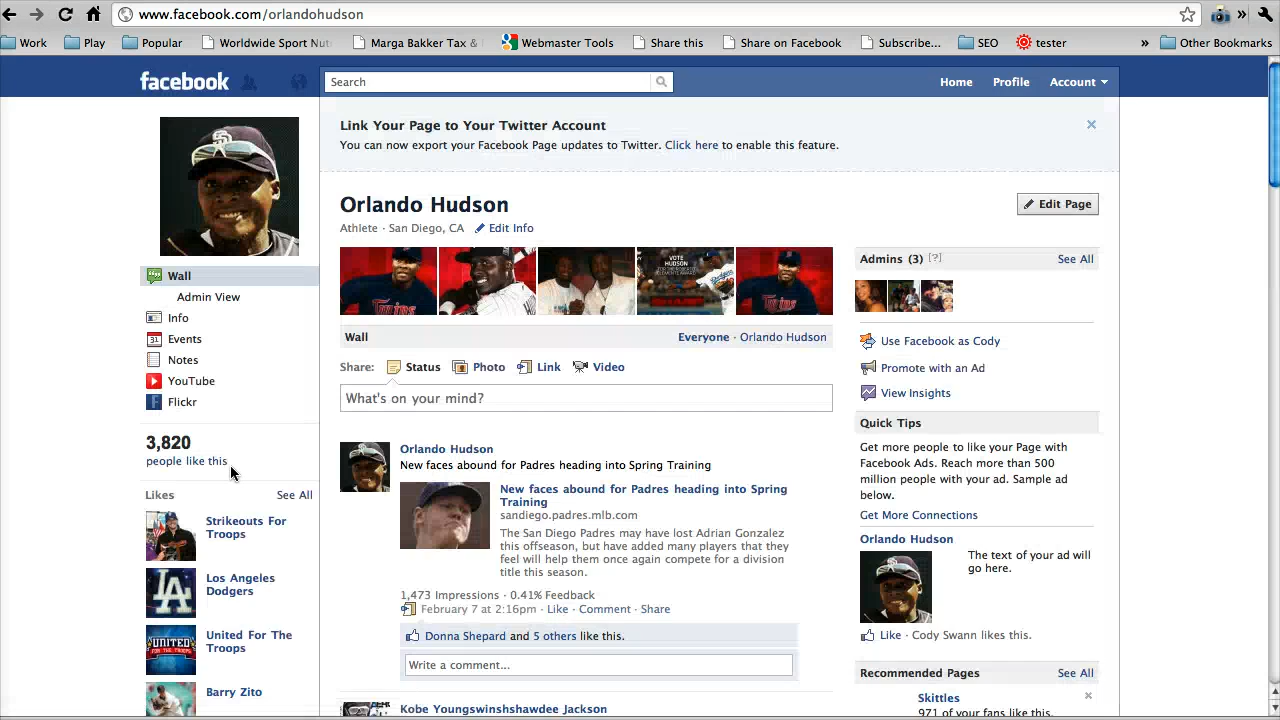 www.facebook.com/orlandohudson
Work Play Popular Worldwide Sport Nut Marga Bakker Tax & Webmaster Tools Share this Share on Facebook Subscribe... SEO tester » Other Bookmarks
facebook Search Home Profile Account
Link Your Page to Your Twitter Account
You can now export your Facebook Page updates to Twitter. Click here to enable this feature.
Orlando Hudson
Edit Page
Athlete · San Diego, CA Edit Info
VOTE
HUDSON
Twins
Twins
Wall Everyone · Orlando Hudson
Share: Status Photo Link Video
What's on your mind?
Wall
Admin View
Info
Events
Notes
YouTube
Flickr
3,820
people like this
Likes See All
Strikeouts For
Troops
Los Angeles
Dodgers
UNITED
FOR THE TROOPS
United For The
Troops
Barry Zito
Orlando Hudson
New faces abound for Padres heading into Spring Training
New faces abound for Padres heading into Spring
Training
sandiego.padres.mlb.com
The San Diego Padres may have lost Adrian Gonzalez
this offseason, but have added many players that they
feel will help them once again compete for a division
title this season.
1,473 Impressions · 0.41% Feedback
February 7 at 2:16pm · Like · Comment · Share
Donna Shepard and 5 others like this.
Write a comment...
Kobe Youngswinshshawdee Jackson
Admins (3) [?] See All
Use Facebook as Cody
Promote with an Ad
View Insights
Quick Tips
Get more people to like your Page with
Facebook Ads. Reach more than 500
million people with your ad. Sample ad
below.
Get More Connections
Orlando Hudson
The text of your ad will
go here.
Like · Cody Swann likes this.
Recommended Pages See All
Skittles
971 of your fans like this.